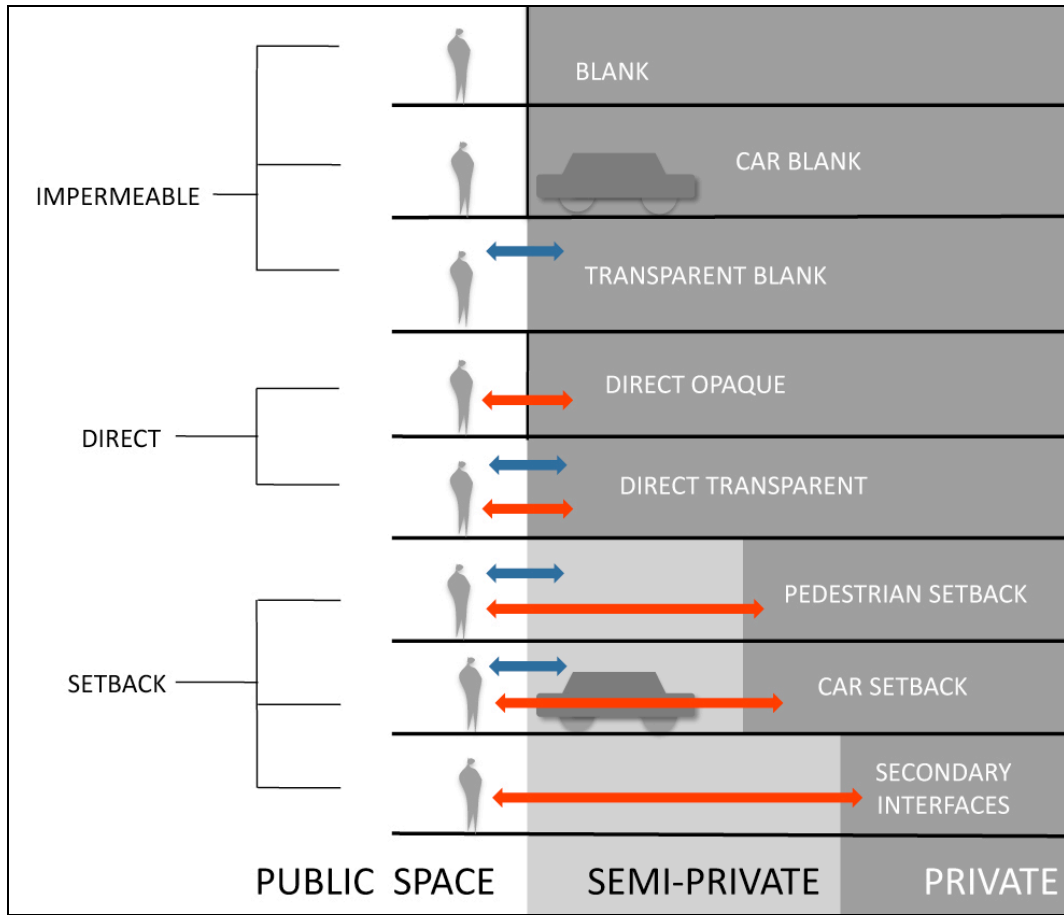 BLANK
CAR BLANK
IMPERMEABLE
TRANSPARENT BLANK
DIRECT OPAQUE
DIRECT
DIRECT TRANSPARENT
PEDESTRIAN SETBACK
SETBACK
CAR SETBACK
SECONDARY
INTERFACES
PUBLIC SPACE
SEMI-PRIVATE
PRIVATE